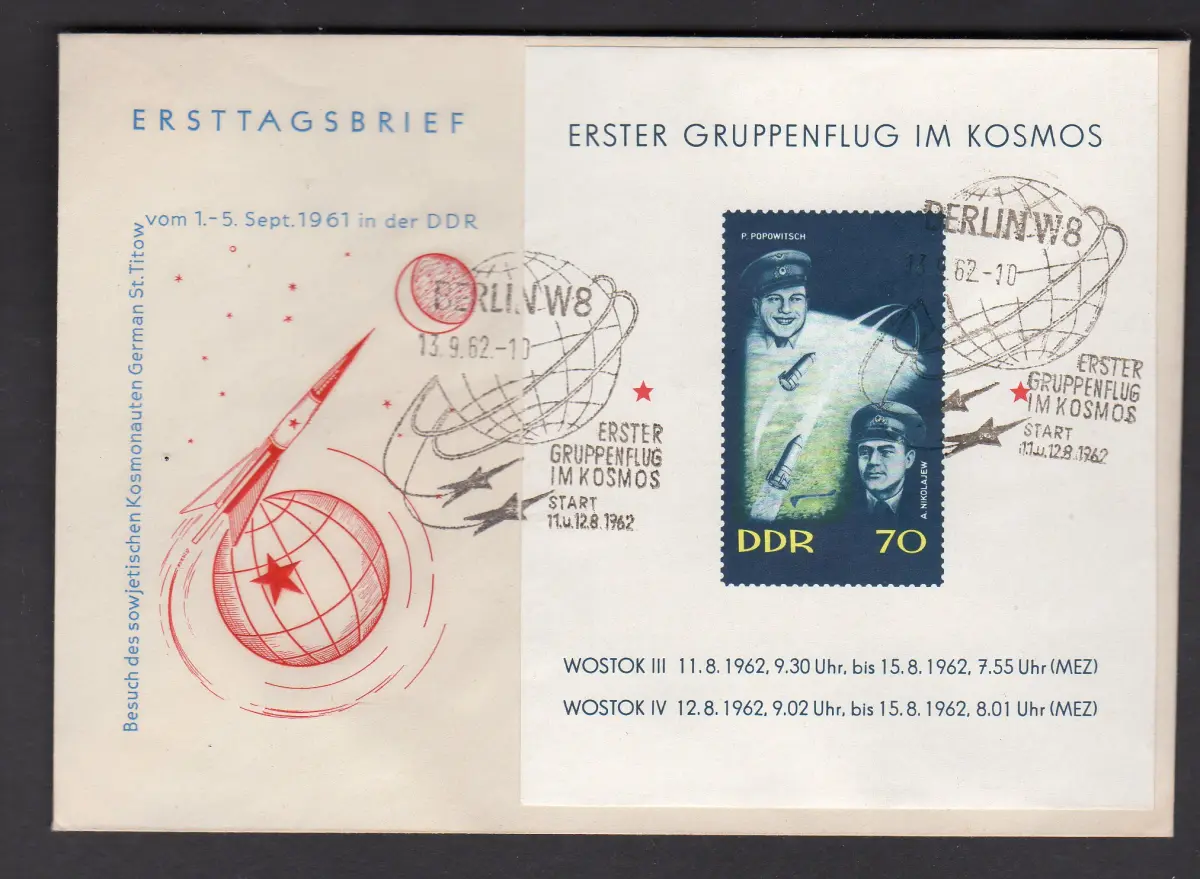 ERSTTAGSBRIEF
Besuch des sowjetischen Kosmonauten German St. Titow
vom 1.-5. Sept. 1961 in der DDR
BERLIN W8
13.9.62-10
ERSTER
GRUPPENFLUG
IM KOSMOS
START
11.u.12.8.1962
ERSTER GRUPPENFLUG IM KOSMOS
P. POPOWITSCH
A. NIKOLAJEW
DDR 70
BERLIN W8
13.9.62-10
ERSTER
GRUPPENFLUG
IM KOSMOS
START
11.u.12.8.1962
WOSTOK III 11.8.1962, 9.30 Uhr, bis 15.8.1962, 7.55 Uhr (MEZ)
WOSTOK IV 12.8.1962, 9.02 Uhr, bis 15.8.1962, 8.01 Uhr (MEZ)